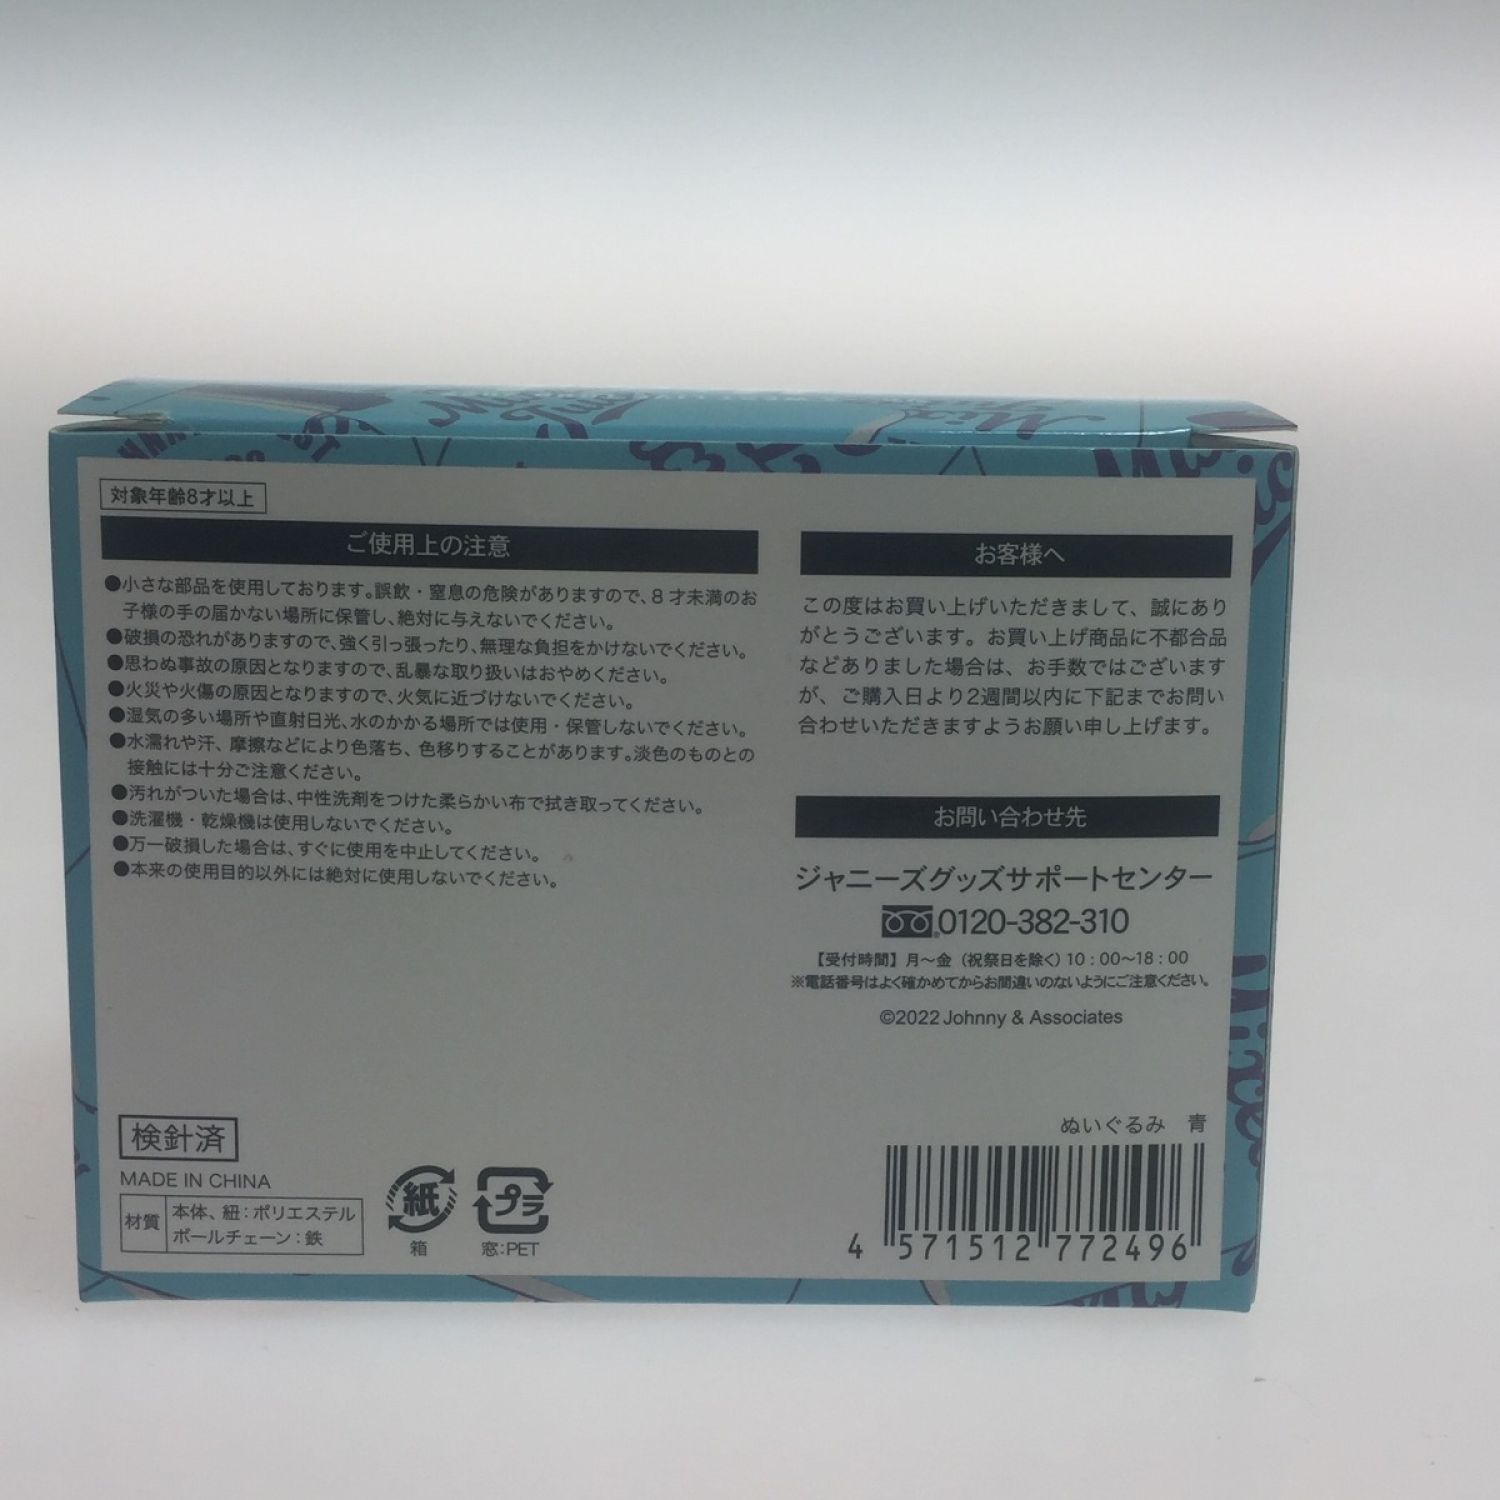 対象年齢8才以上
ご使用上の注意
●小さな部品を使用しております。誤飲・窒息の危険がありますので、8才未満のお
子様の手の届かない場所に保管し、絶対に与えないでください。
●破損の恐れがありますので、強く引っ張ったり、無理な負担をかけないでください。
●思わぬ事故の原因となりますので、乱暴な取り扱いはおやめください。
●火災や火傷の原因となりますので、火気に近づけないでください。
●湿気の多い場所や直射日光、水のかかる場所では使用・保管しないでください。
●水濡れや汗、摩擦などにより色落ち、色移りすることがあります。淡色のものとの
接触には十分ご注意ください。
●汚れがついた場合は、中性洗剤をつけた柔らかい布で拭き取ってください。
●洗濯機・乾燥機は使用しないでください。
●万一破損した場合は、すぐに使用を中止してください。
●本来の使用目的以外には絶対に使用しないでください。
検針済
MADE IN CHINA
材質
本体、紐：ポリエステル
ボールチェーン：鉄
紙
箱
プラ
窓：PET
お客様へ
この度はお買い上げいただきまして、誠にあり
がとうございます。お買い上げ商品に不都合品
などありました場合は、お手数ではございます
が、ご購入日より2週間以内に下記までお問い
合わせいただきますようお願い申し上げます。
お問い合わせ先
ジャニーズグッズサポートセンター
0120-382-310
【受付時間】月〜金（祝祭日を除く）10：00〜18：00
※電話番号はよく確かめてからお間違いのないようにご注意ください。
©2022 Johnny & Associates
ぬいぐるみ 青
4 571512 772496